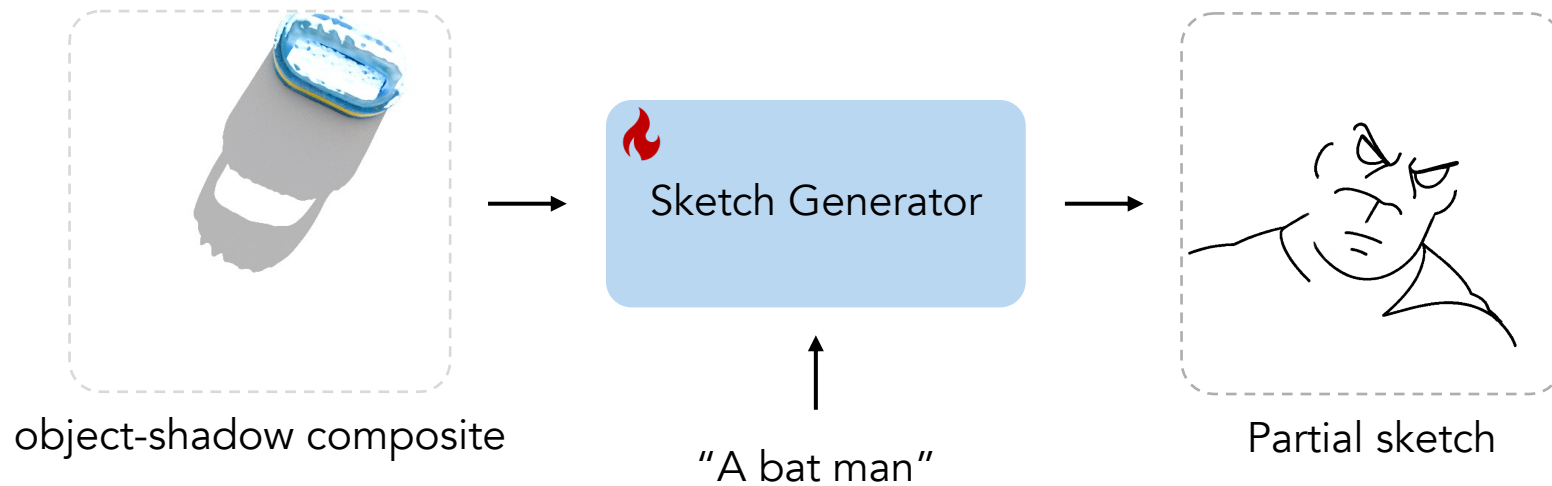 Sketch Generator
object-shadow composite
“A bat man”
Partial sketch